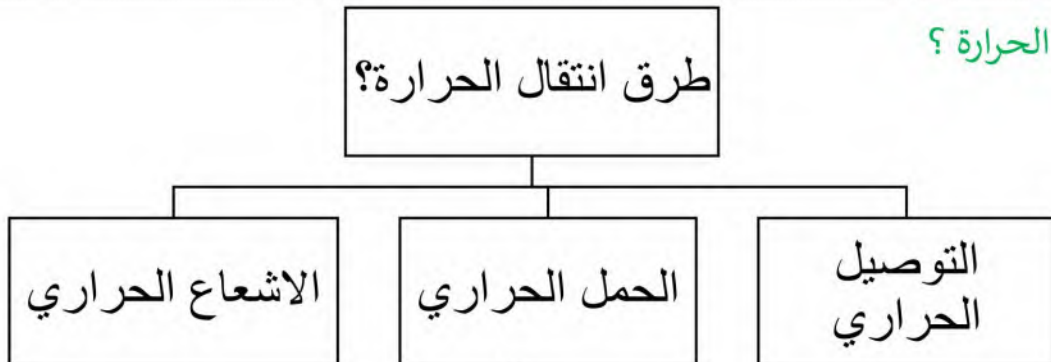 الحرارة ؟
طرق انتقال الحرارة؟
التوصيل
الحراري
الحمل الحراري
الاشعاع الحراري